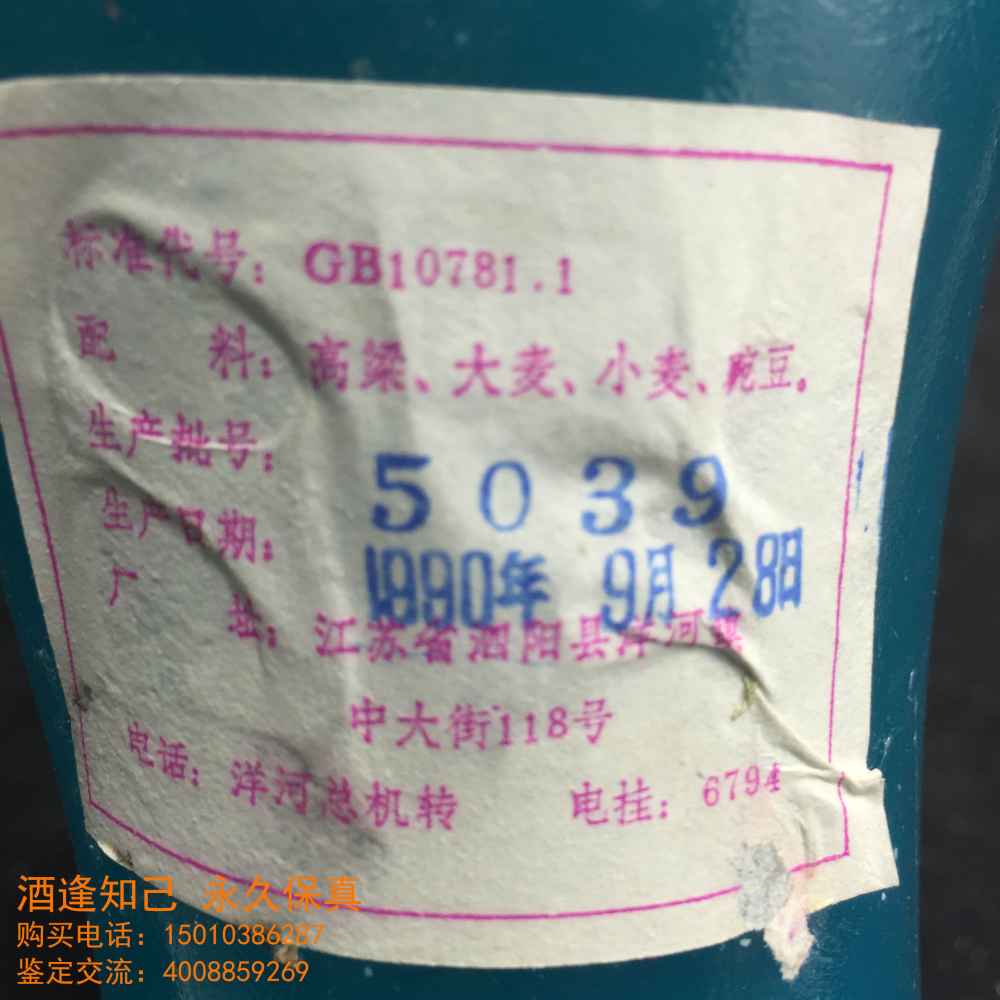 标准代号：GB10781.1
配 料：高粱、大麦、小麦、豌豆。
生产批号：5039
生产日期：1990年 9月28日
厂 址：江苏省泗阳县洋河镇
中大街118号
电话：洋河总机转 电挂：6794
酒逢知己 永久保真
购买电话：15010386287
鉴定交流：4008859269